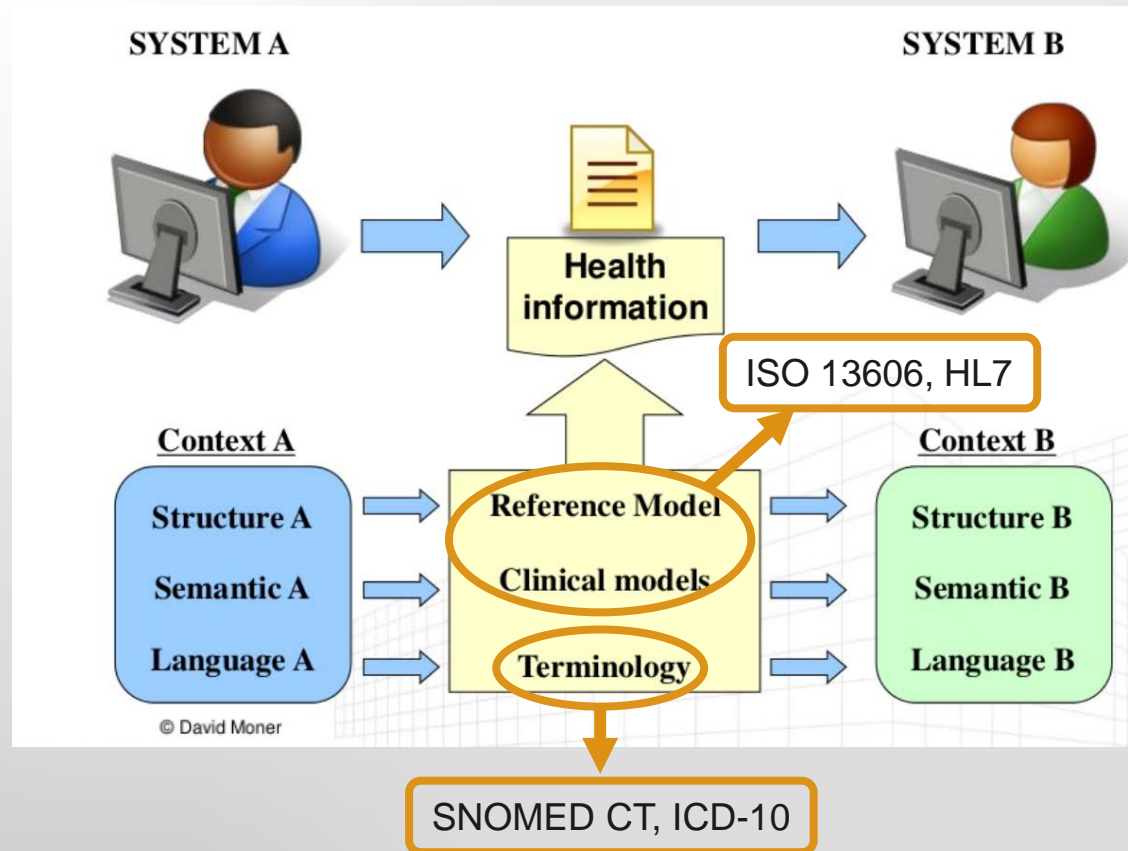 SYSTEM A
SYSTEM B
Health
information
ISO 13606, HL7
Context A
Context B
Structure A
Reference Model
Structure B
Semantic A
Clinical models
Semantic B
Language A
Terminology
Language B
© David Moner
SNOMED CT, ICD-10